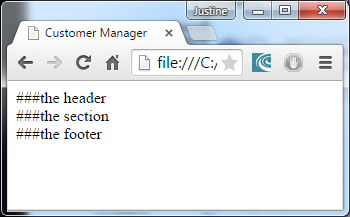 Justine
Customer Manager
file:///C:/
###the header
###the section
###the footer